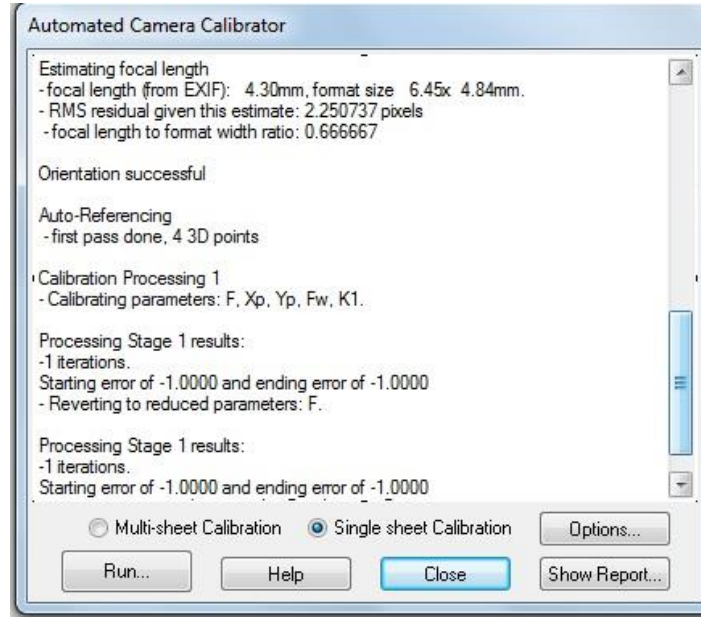 Automated Camera Calibrator
Estimating focal length
-focal length (from EXIF): 4.30mm, format size 6.45x 4.84mm.
- RMS residual given this estimate: 2.250737 pixels
-focal length to format width ratio: 0.666667
Orientation successful
Auto-Referencing
-first pass done, 4 3D points
Calibration Processing 1
- Calibrating parameters: F, Xp, Yp, Fw, K1.
Processing Stage 1 results:
-1 iterations.
Starting error of -1.0000 and ending error of -1.0000
- Reverting to reduced parameters: F.
Processing Stage 1 results:
-1 iterations.
Starting error of -1.0000 and ending error of -1.0000
Multi-sheet Calibration Single sheet Calibration Options...
Run... Help Close Show Report...